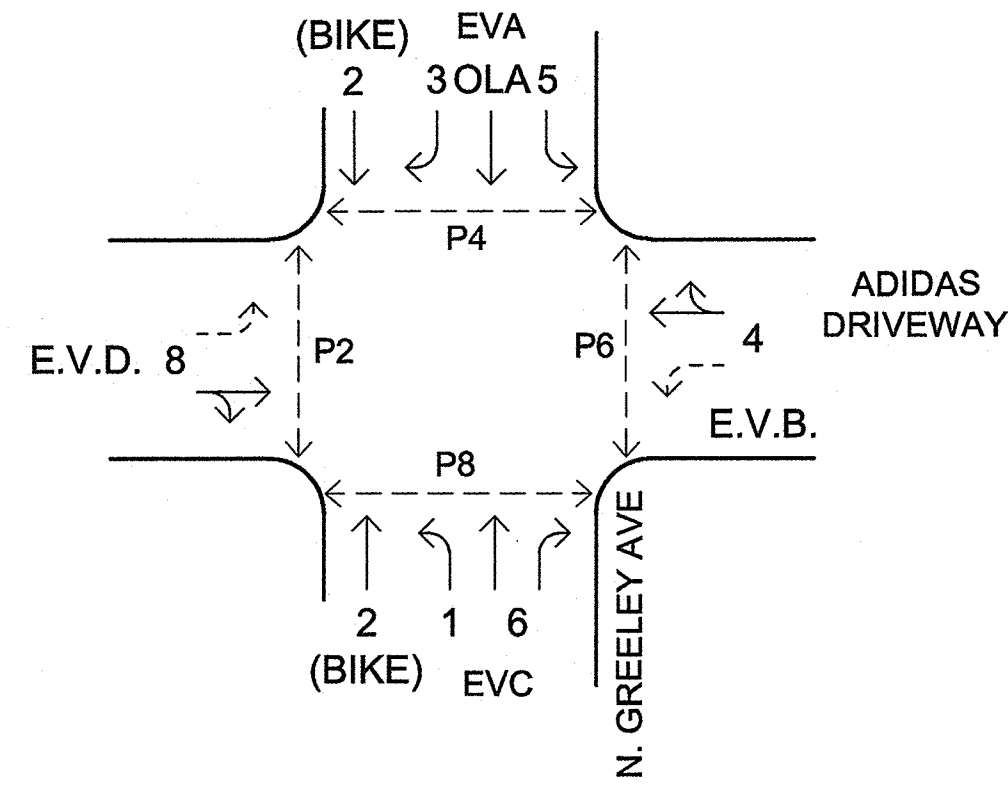 (BIKE)
EVA
2
3 OLA 5
P4
ADIDAS
DRIVEWAY
P2
P6
4
E.V.D. 8
E.V.B.
P8
N. GREELEY AVE
2
1
6
(BIKE)
EVC